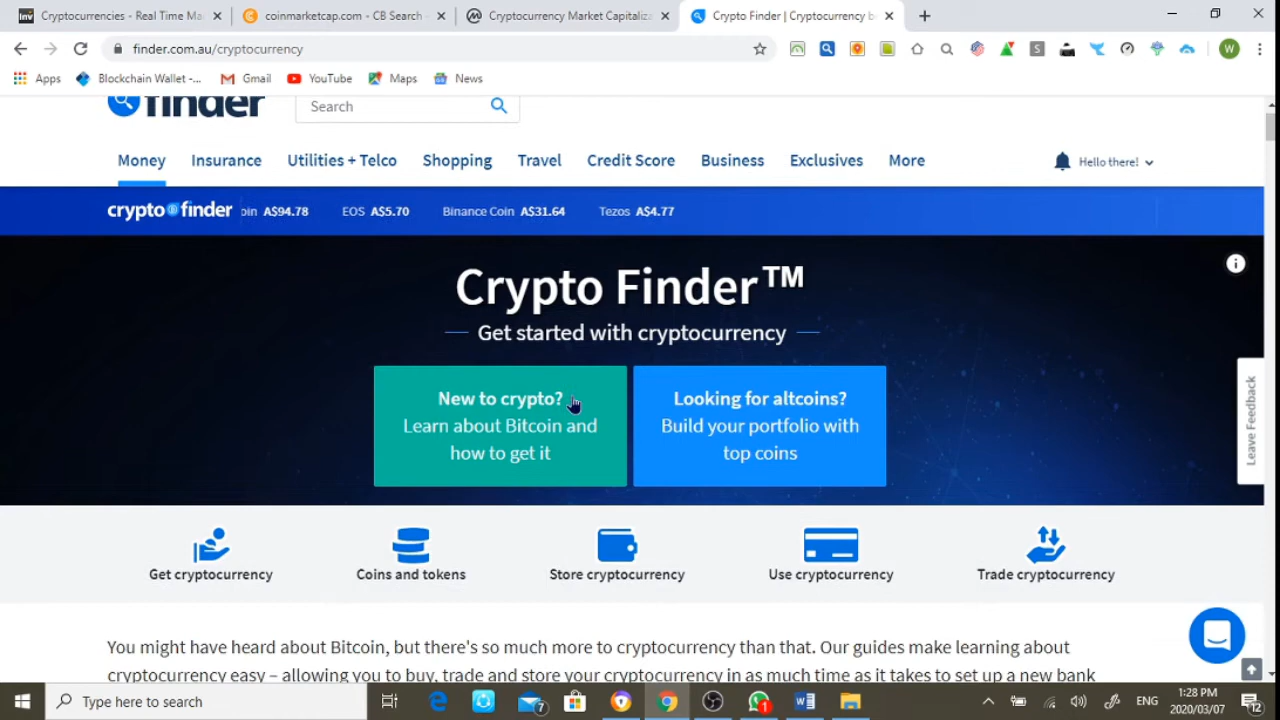 Cryptocurrencies - Real Time Ma
coinmarketcap.com - CB Search -
Cryptocurrency Market Capitaliza
Crypto Finder | Cryptocurrency b
finder.com.au/cryptocurrency
W
Apps
Blockchain Wallet -...
Gmail
YouTube
Maps
News
finder
Search
Money
Insurance
Utilities + Telco
Shopping
Travel
Credit Score
Business
Exclusives
More
Hello there!
crypto finder
oin A$94.78
EOS A$5.70
Binance Coin A$31.64
Tezos A$4.77
Crypto Finder™
Get started with cryptocurrency
New to crypto?
Learn about Bitcoin and
how to get it
Looking for altcoins?
Build your portfolio with
top coins
Leave Feedback
Get cryptocurrency
Coins and tokens
Store cryptocurrency
Use cryptocurrency
Trade cryptocurrency
You might have heard about Bitcoin, but there's so much more to cryptocurrency than that. Our guides make learning about
cryptocurrency easy – allowing you to buy, trade and store your cryptocurrency in as much time as it takes to set up a new bank
Type here to search
7
1
ENG
1:28 PM
2020/03/07
12